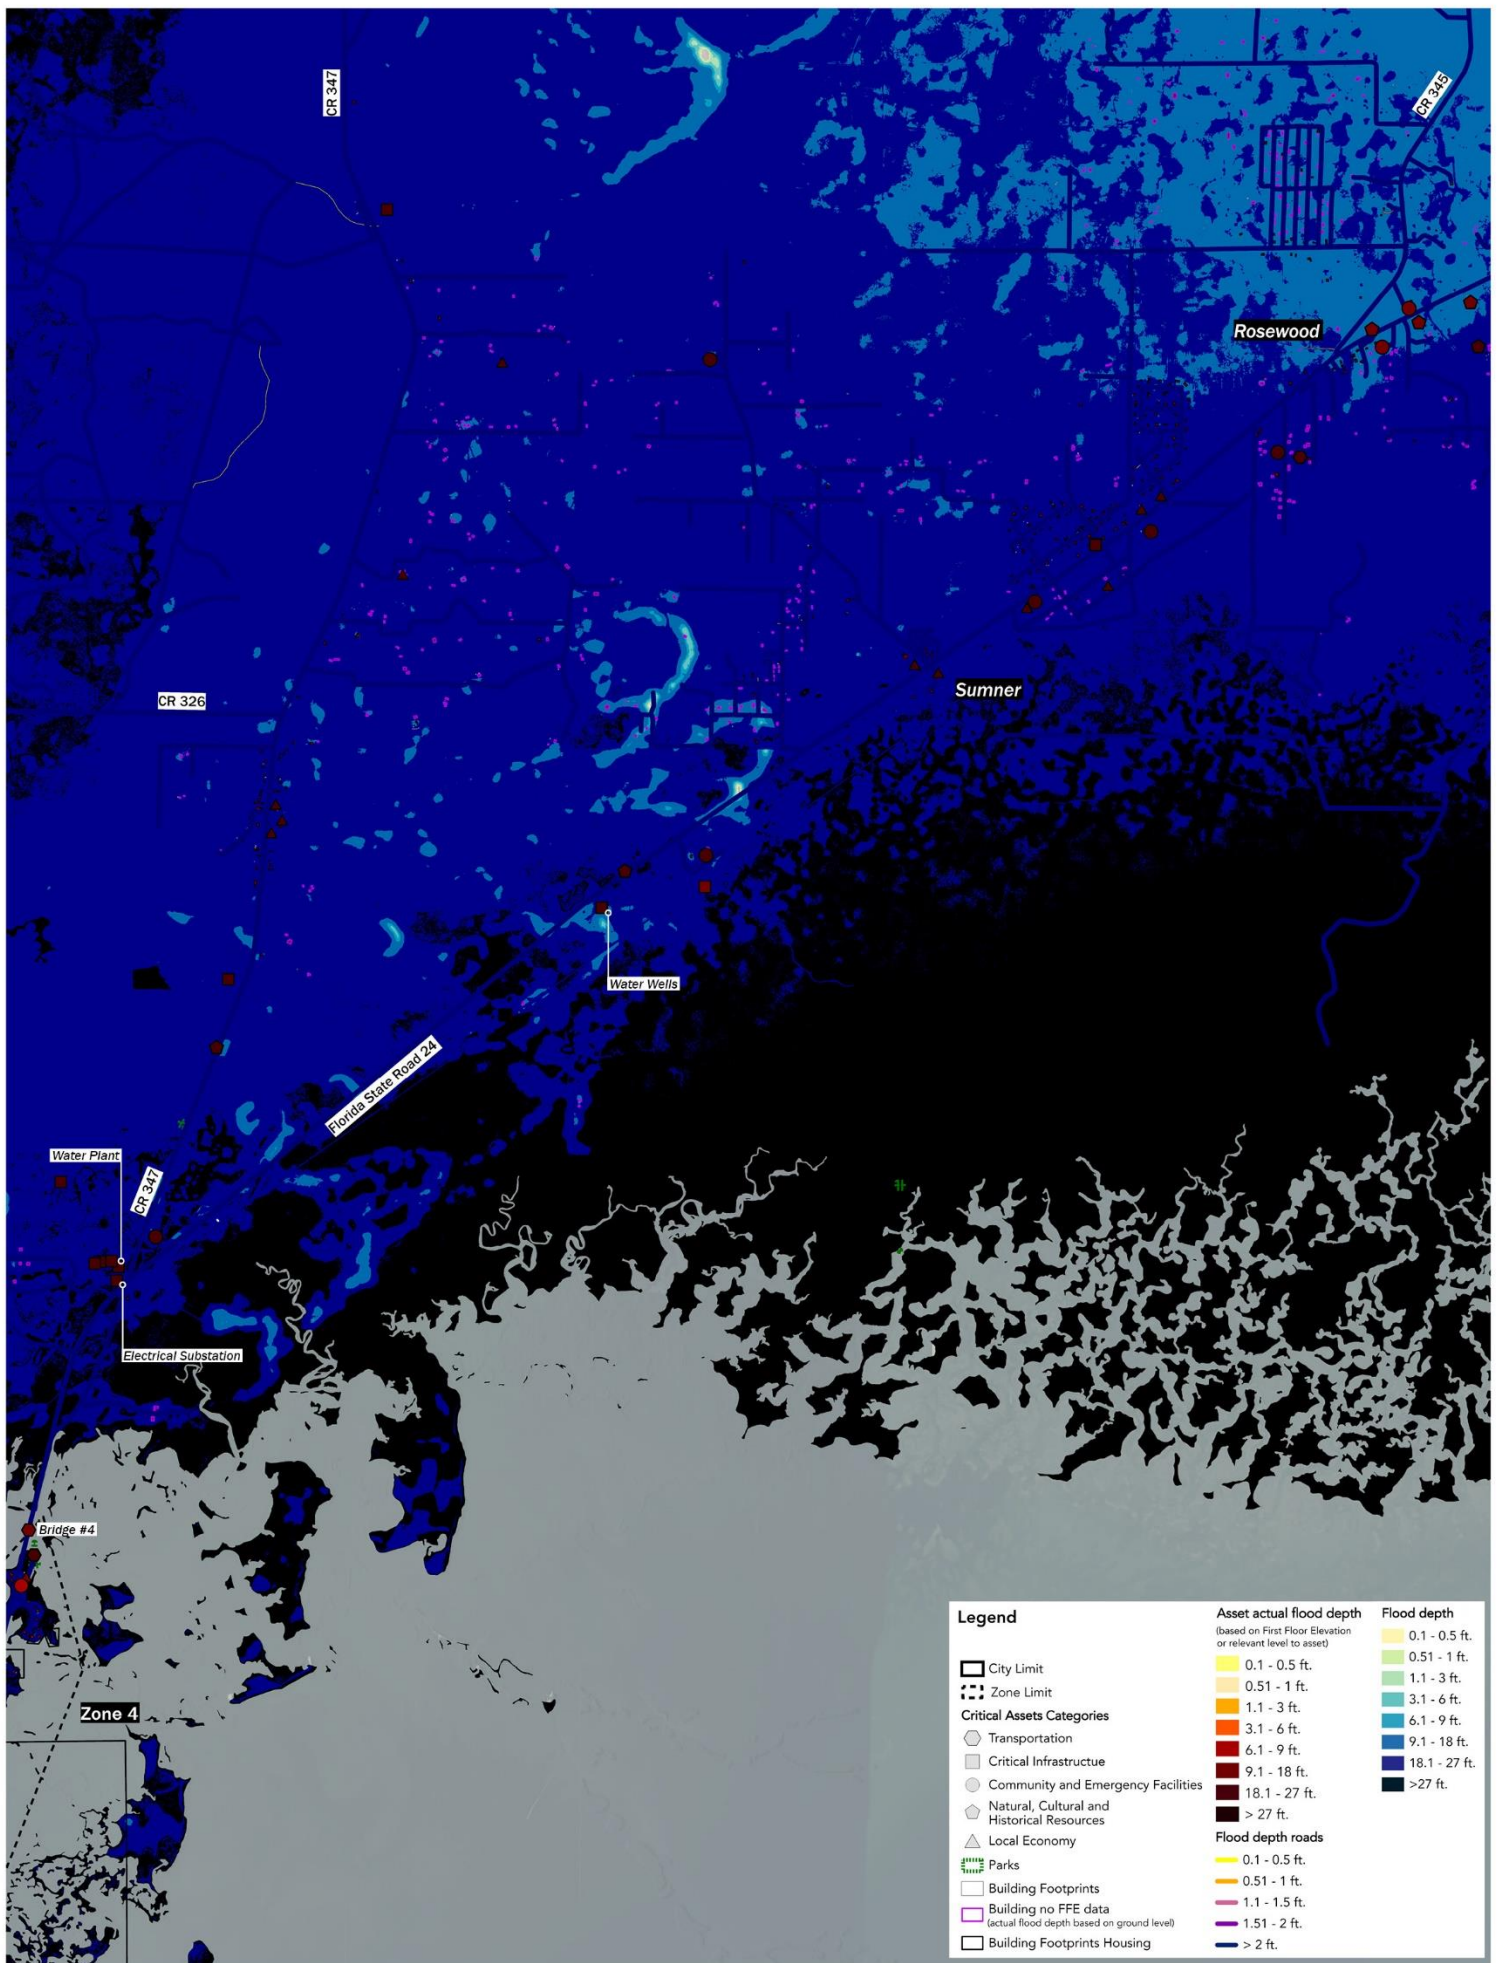 CR 347
CR 345
Rosewood
CR 326
Sumner
Water Wells
Florida State Road 24
Water Plant
CR 347
Electrical Substation
Bridge #4
Zone 4
Legend
City Limit
Zone Limit
Critical Assets Categories
Transportation
Critical Infrastructue
Community and Emergency Facilities
Natural, Cultural and
Historical Resources
Local Economy
Parks
Building Footprints
Building no FFE data
(actual flood depth based on ground level)
Building Footprints Housing
Asset actual flood depth
(based on First Floor Elevation
or relevant level to asset)
0.1 - 0.5 ft.
0.51 - 1 ft.
1.1 - 3 ft.
3.1 - 6 ft.
6.1 - 9 ft.
9.1 - 18 ft.
18.1 - 27 ft.
> 27 ft.
Flood depth roads
0.1 - 0.5 ft.
0.51 - 1 ft.
1.1 - 1.5 ft.
1.51 - 2 ft.
> 2 ft.
Flood depth
0.1 - 0.5 ft.
0.51 - 1 ft.
1.1 - 3 ft.
3.1 - 6 ft.
6.1 - 9 ft.
9.1 - 18 ft.
18.1 - 27 ft.
>27 ft.